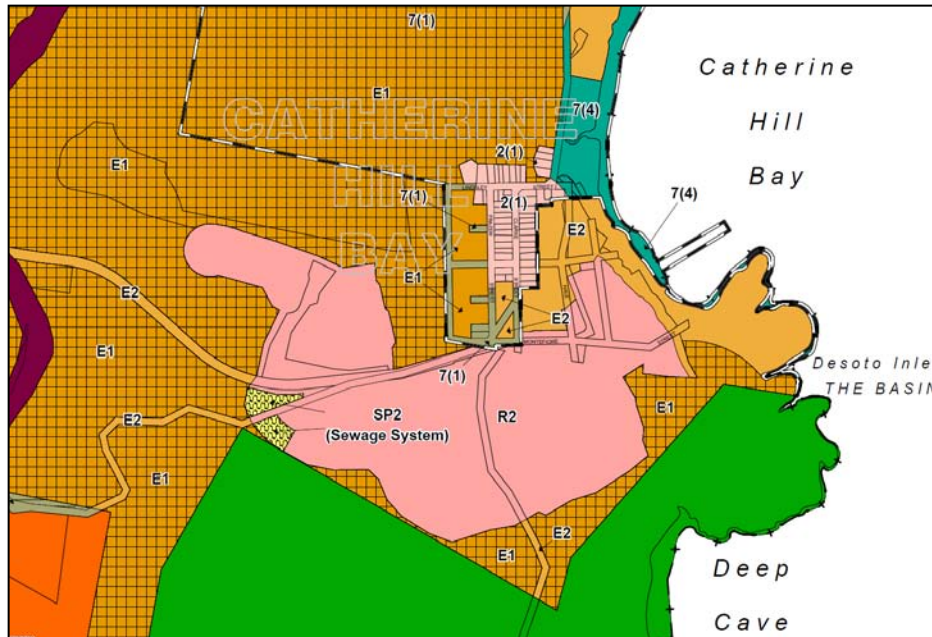 7(1)
Catherine
Hill
Bay
E1
7(4)
CATHERINE
HILL
BAY
2(1)
E1
7(1)
2(1)
7(4)
E2
E1
E2
E1
E2
7(1)
Desoto Inle
THE BASIN
E2
SP2
(Sewage System)
R2
E1
E1
E2
E1
Deep
Cave